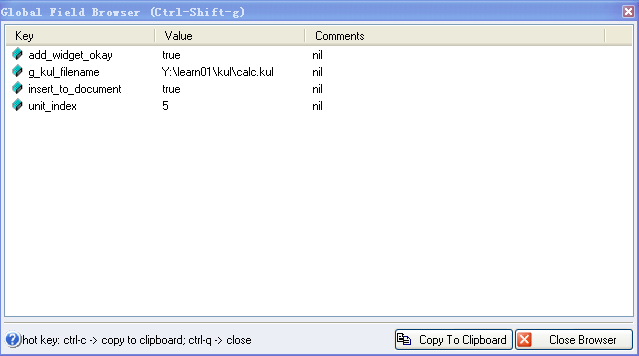 Global Field Browser (Ctrl-Shift-g)
Key Value Comments
add_widget_okay true nil
g_kul_filename Y:\learn01\kul\calc.kul nil
insert_to_document true nil
unit_index 5 nil
hot key: ctrl-c -> copy to clipboard; ctrl-q -> close Copy To Clipboard Close Browser